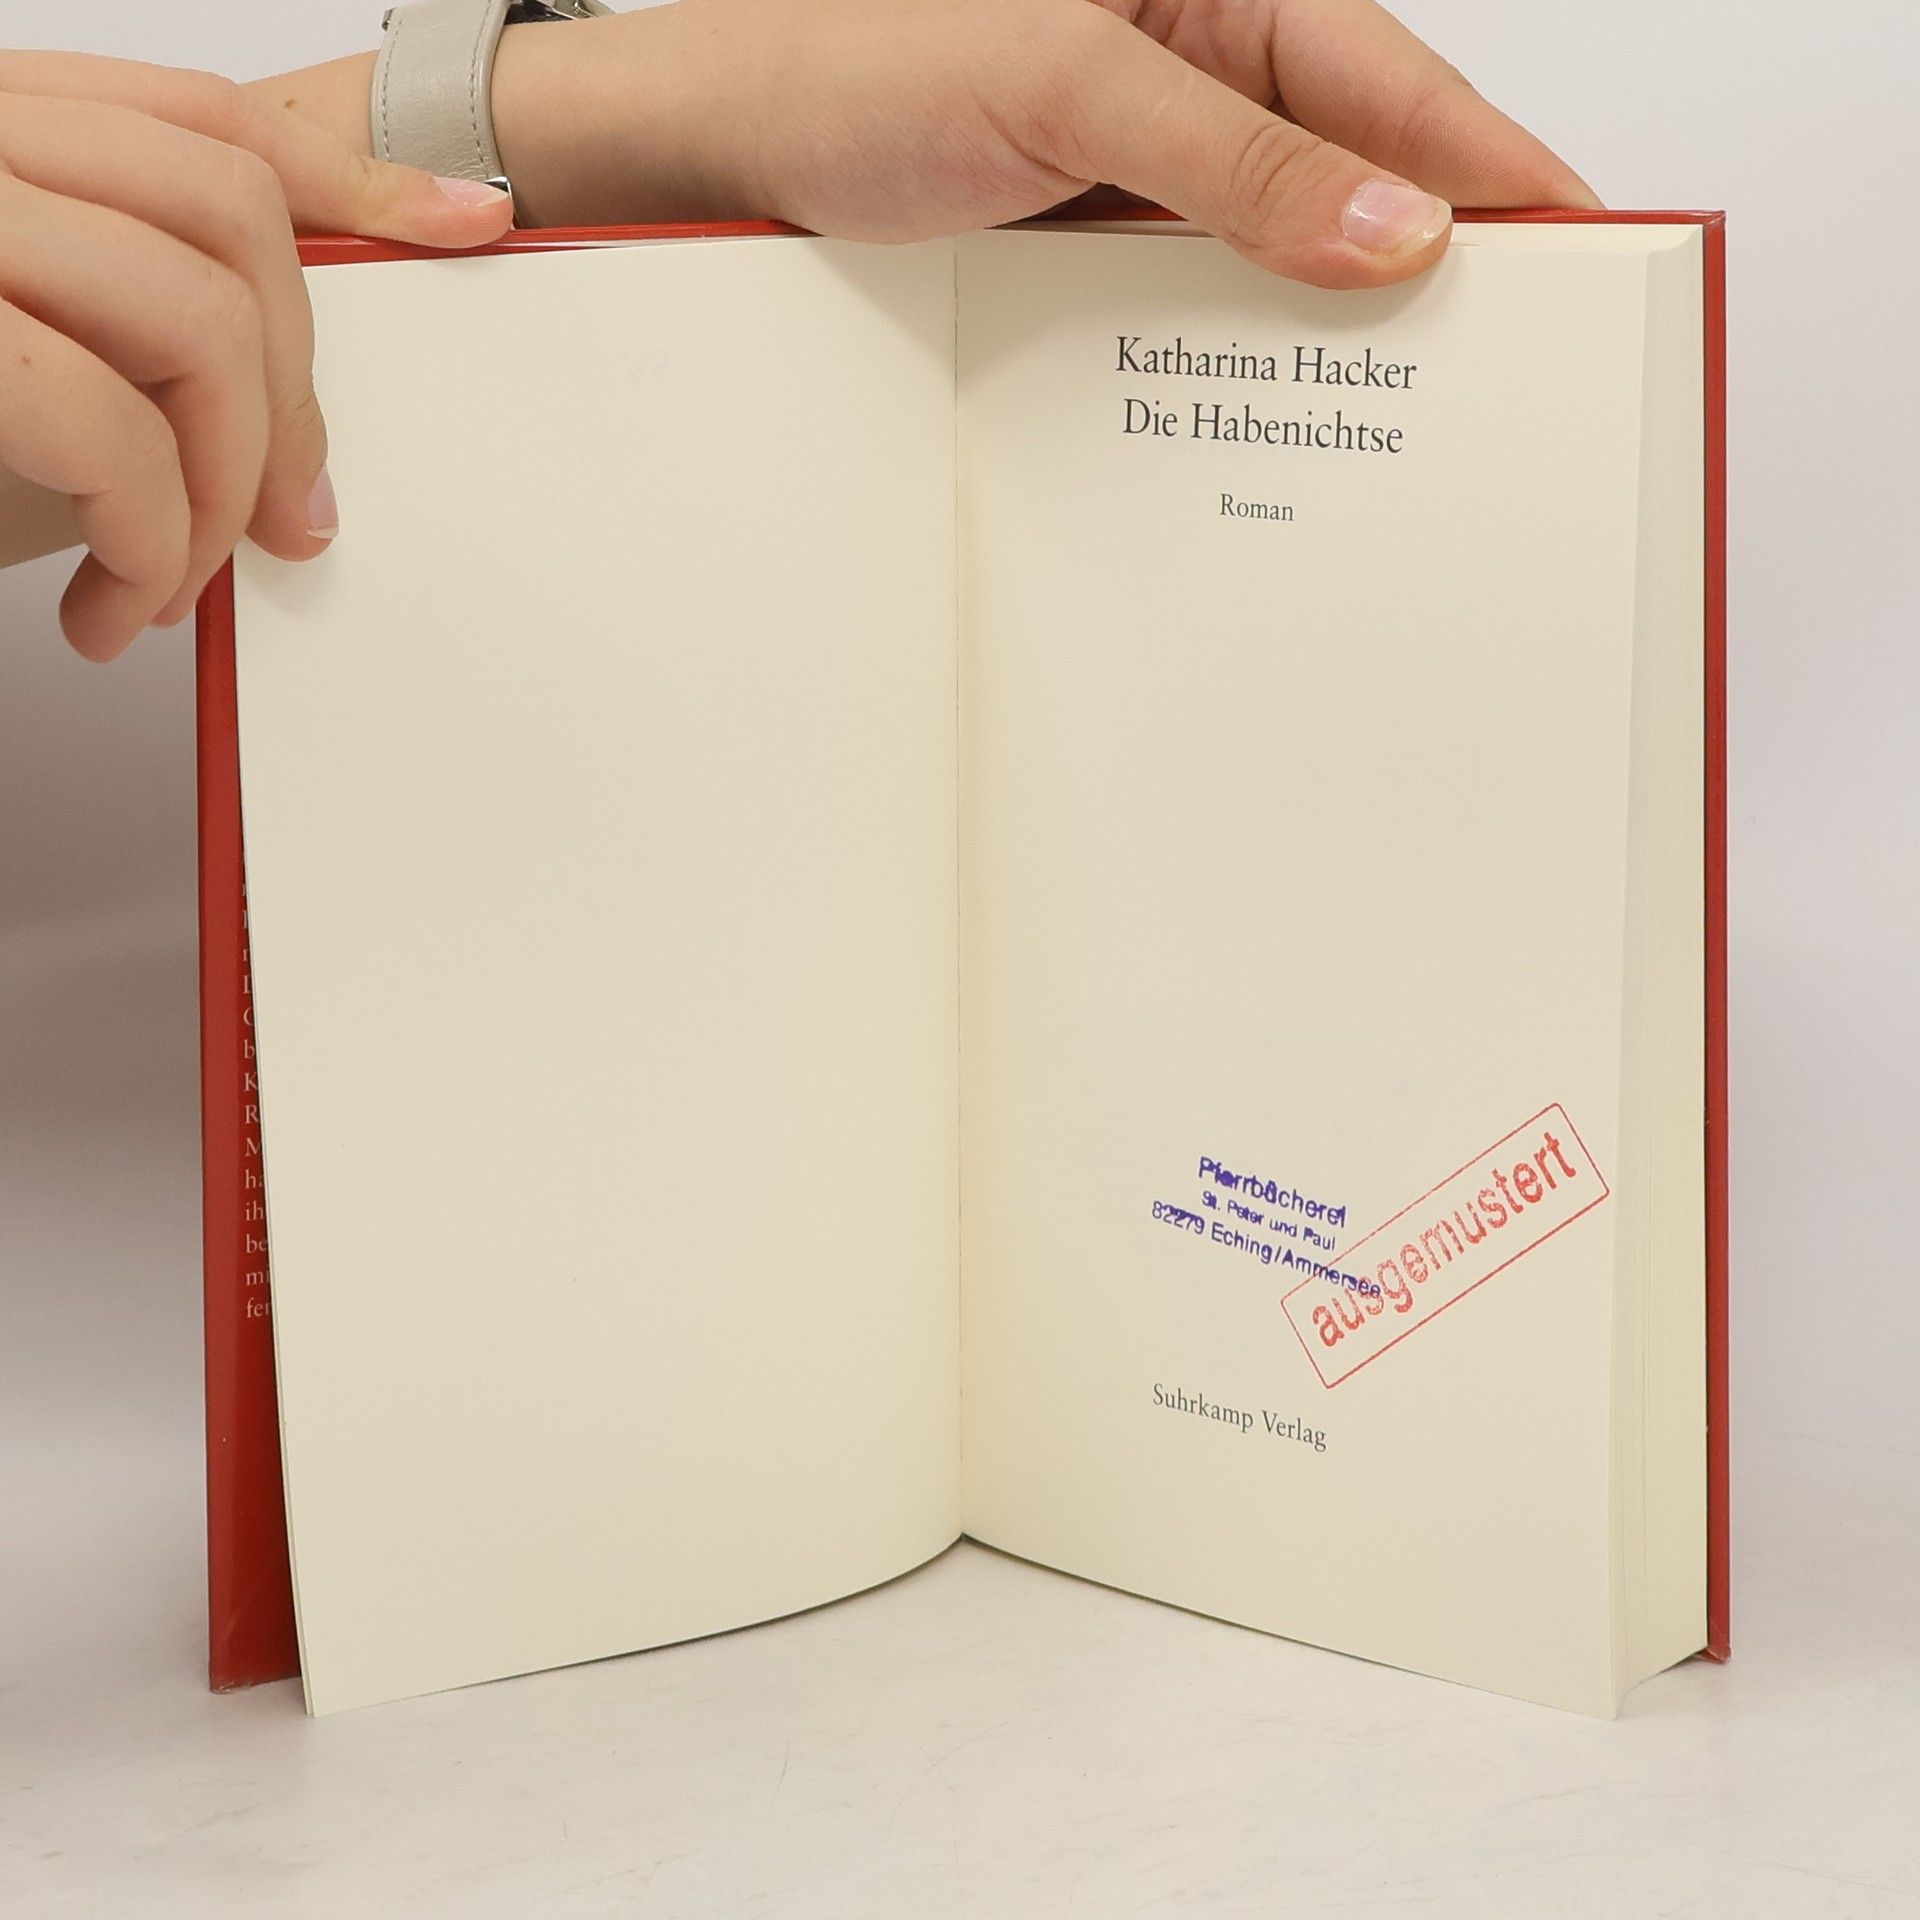 Katharina Hacker
Die Habenichtse
Roman
Pfarrbücherei
St. Peter und Paul
82279 Eching/Ammersee
ausgemustert
Suhrkamp Verlag